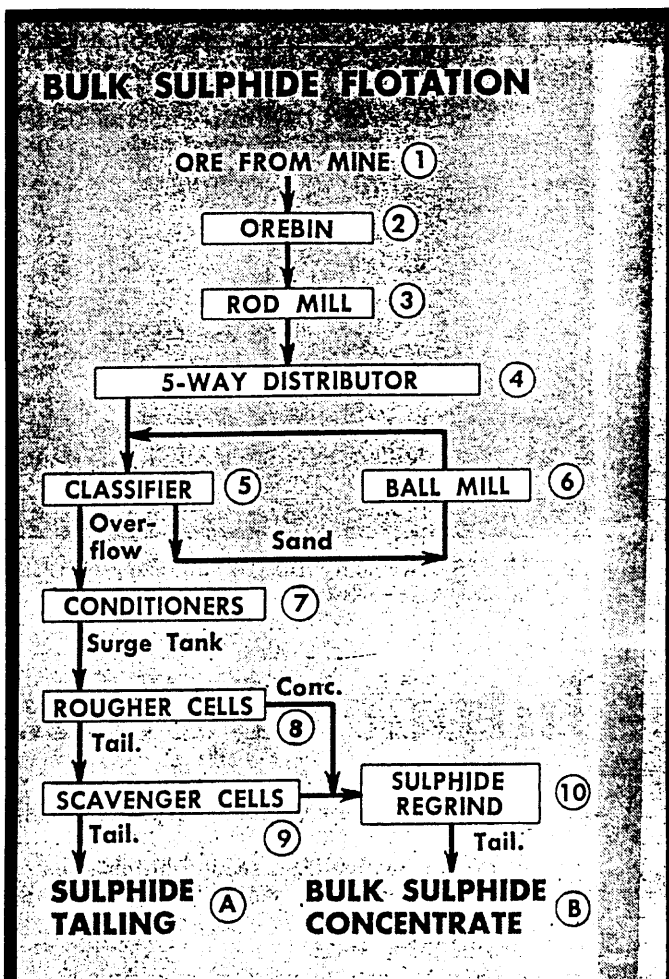 BULK SULPHIDE FLOTATION
ORE FROM MINE 1
OREBIN 2
ROD MILL 3
5-WAY DISTRIBUTOR 4
CLASSIFIER 5
BALL MILL 6
Over-
flow
Sand
CONDITIONERS 7
Surge Tank
Conc.
ROUGHER CELLS 8
Tail.
SULPHIDE
REGRIND 10
SCAVENGER CELLS 9
Tail.
Tail.
SULPHIDE
TAILING A
BULK SULPHIDE
CONCENTRATE B